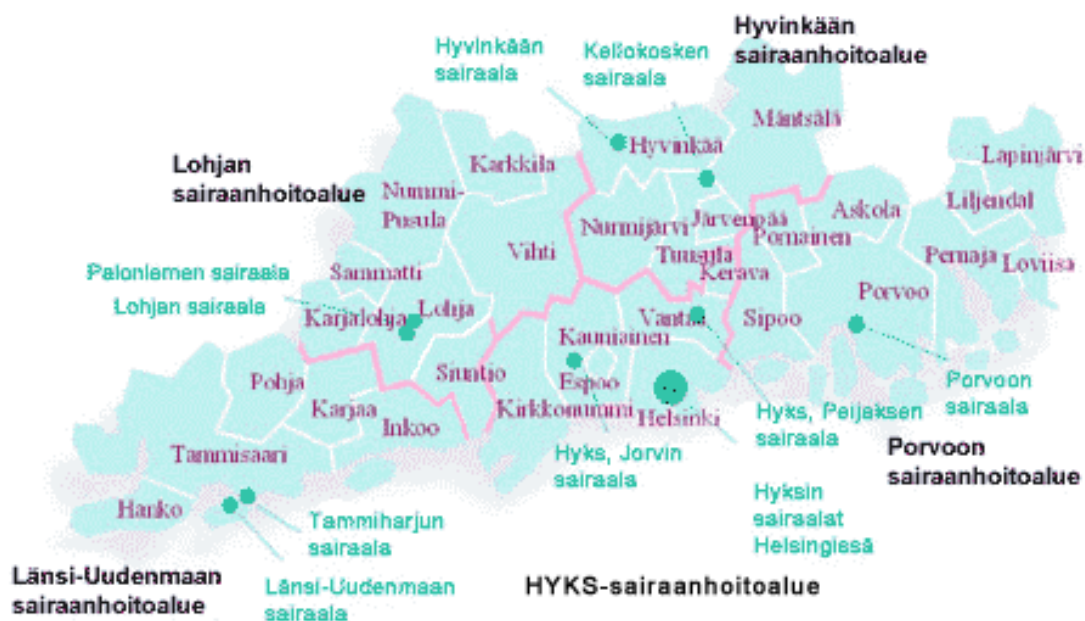 Hyvinkään
sairaanhoitoalue
Hyvinkään
sairaala
Kellokosken
sairaala
Mäntsälä
Hyvinkää
Lapinjärvi
Karkkila
Lohjan
sairaanhoitoalue
Nummi-
Pusula
Liljendal
Askola
Järvenpää
Nurmijärvi
Pornainen
Vihti
Tuusula
Pernaja
Loviisa
Kerava
Sammatti
Paloniemen sairaala
Porvoo
Lohjan sairaala
Lohja
Karjalohja
Vantaa
Sipoo
Kauniainen
Siuntio
Pohja
Espoo
Porvoon
sairaala
Karjaa
Kirkkonummi
Helsinki
Inkoo
Hyks, Peijaksen
sairaala
Hyks, Jorvin
sairaala
Porvoon
sairaanhoitoalue
Tammisaari
Hanko
Hyksin
sairaalat
Helsingissä
Tammiharjun
sairaala
Länsi-Uudenmaan
sairaanhoitoalue
Länsi-Uudenmaan
sairaala
HYKS-sairaanhoitoalue